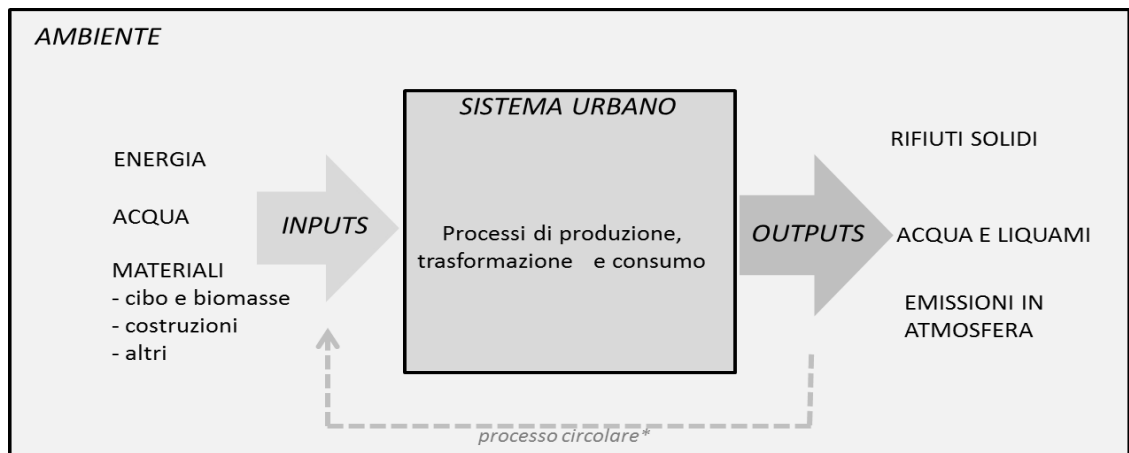 AMBIENTE
SISTEMA URBANO
ENERGIA
ACQUA
MATERIALI
- cibo e biomasse
- costruzioni
- altri
INPUTS
Processi di produzione,
trasformazione e consumo
OUTPUTS
RIFIUTI SOLIDI
ACQUA E LIQUAMI
EMISSIONI IN
ATMOSFERA
processo circolare*